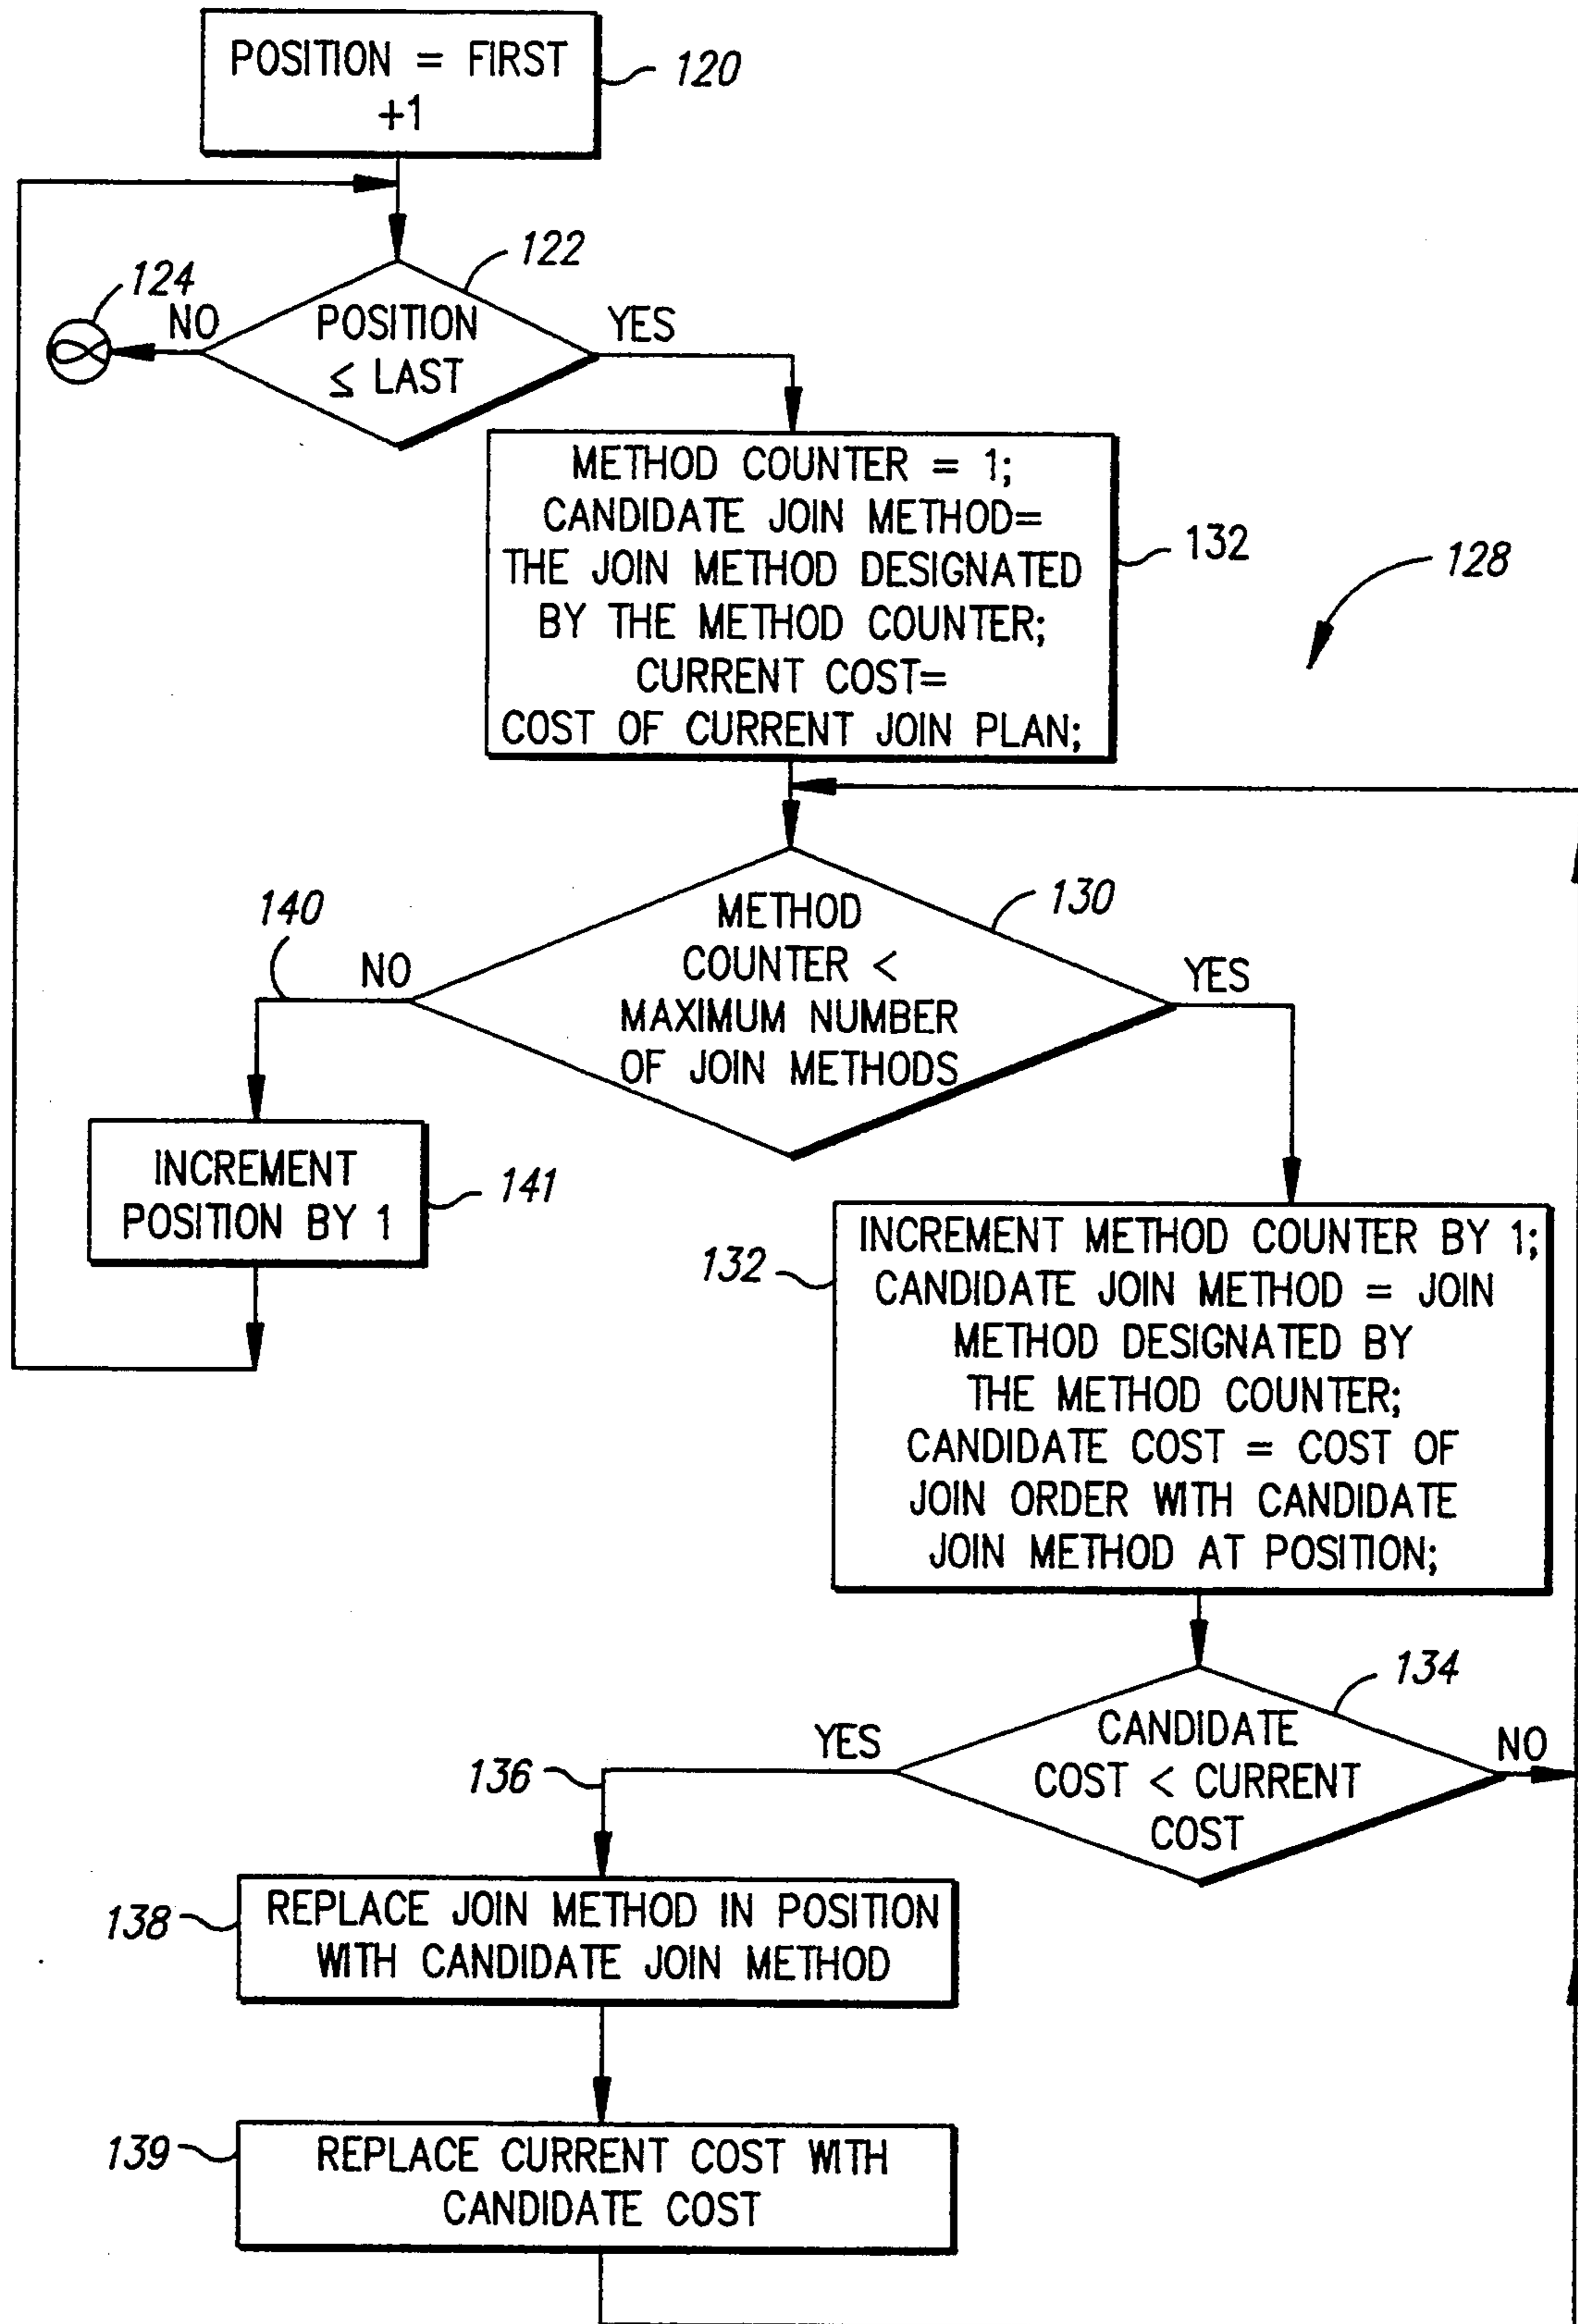 POSITION = FIRST
+1
120
122
124
NO
POSITION
≤ LAST
YES
METHOD COUNTER = 1;
CANDIDATE JOIN METHOD=
THE JOIN METHOD DESIGNATED
BY THE METHOD COUNTER;
CURRENT COST=
COST OF CURRENT JOIN PLAN;
132
128
130
METHOD
COUNTER <
MAXIMUM NUMBER
OF JOIN METHODS
140
NO
YES
INCREMENT
POSITION BY 1
141
132
INCREMENT METHOD COUNTER BY 1;
CANDIDATE JOIN METHOD = JOIN
METHOD DESIGNATED BY
THE METHOD COUNTER;
CANDIDATE COST = COST OF
JOIN ORDER WITH CANDIDATE
JOIN METHOD AT POSITION;
134
CANDIDATE
COST < CURRENT
COST
YES
NO
136
138
REPLACE JOIN METHOD IN POSITION
WITH CANDIDATE JOIN METHOD
139
REPLACE CURRENT COST WITH
CANDIDATE COST